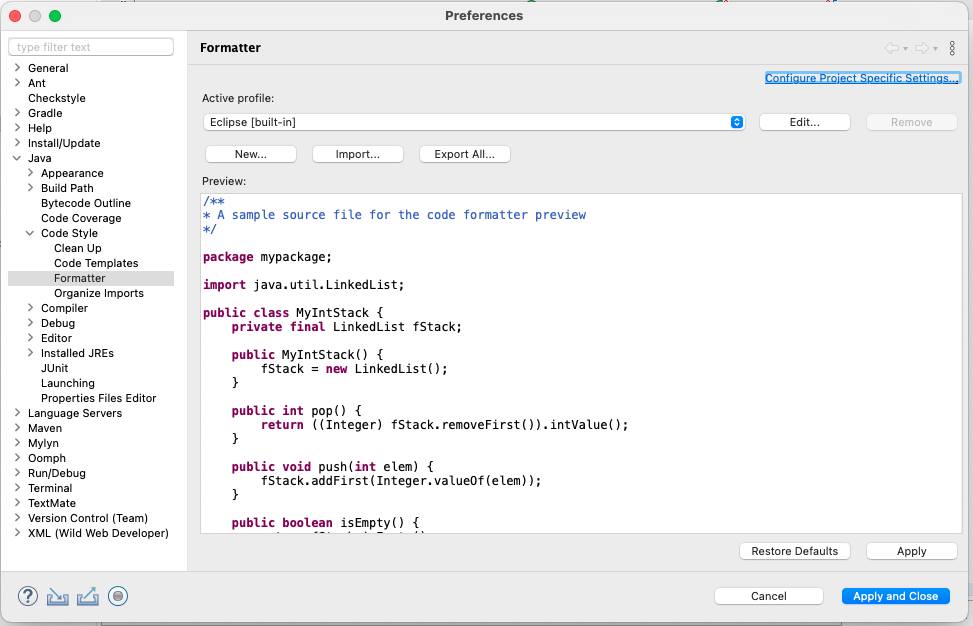 Preferences
type filter text
General
Ant
Checkstyle
Gradle
Help
Install/Update
Java
Appearance
Build Path
Bytecode Outline
Code Coverage
Code Style
Clean Up
Code Templates
Formatter
Organize Imports
Compiler
Debug
Editor
Installed JREs
JUnit
Launching
Properties Files Editor
Language Servers
Maven
Mylyn
Oomph
Run/Debug
Terminal
TextMate
Version Control (Team)
XML (Wild Web Developer)
Formatter
Configure Project Specific Settings...
Active profile:
Eclipse [built-in]
Edit...
Remove
New...
Import...
Export All...
Preview:
/**
* A sample source file for the code formatter preview
*/
package mypackage;
import java.util.LinkedList;
public class MyIntStack {
private final LinkedList fStack;
public MyIntStack() {
fStack = new LinkedList();
}
public int pop() {
return ((Integer) fStack.removeFirst()).intValue();
}
public void push(int elem) {
fStack.addFirst(Integer.valueOf(elem));
}
public boolean isEmpty() {
Restore Defaults
Apply
?
Cancel
Apply and Close